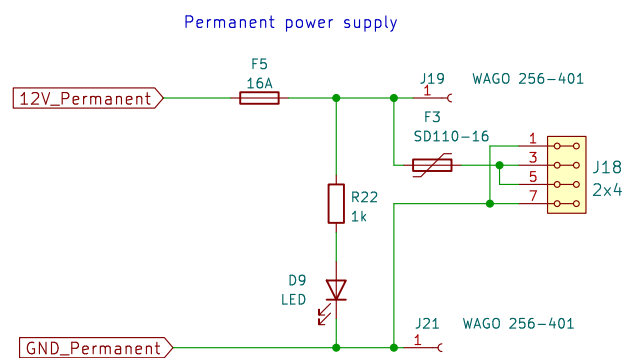 Permanent power supply
F5
16A
12V_Permanent
J19
1
WAGO 256-401
F3
SD110-16
1
3
5
7
J18
2x4
R22
1k
D9
LED
J21
1
WAGO 256-401
GND_Permanent